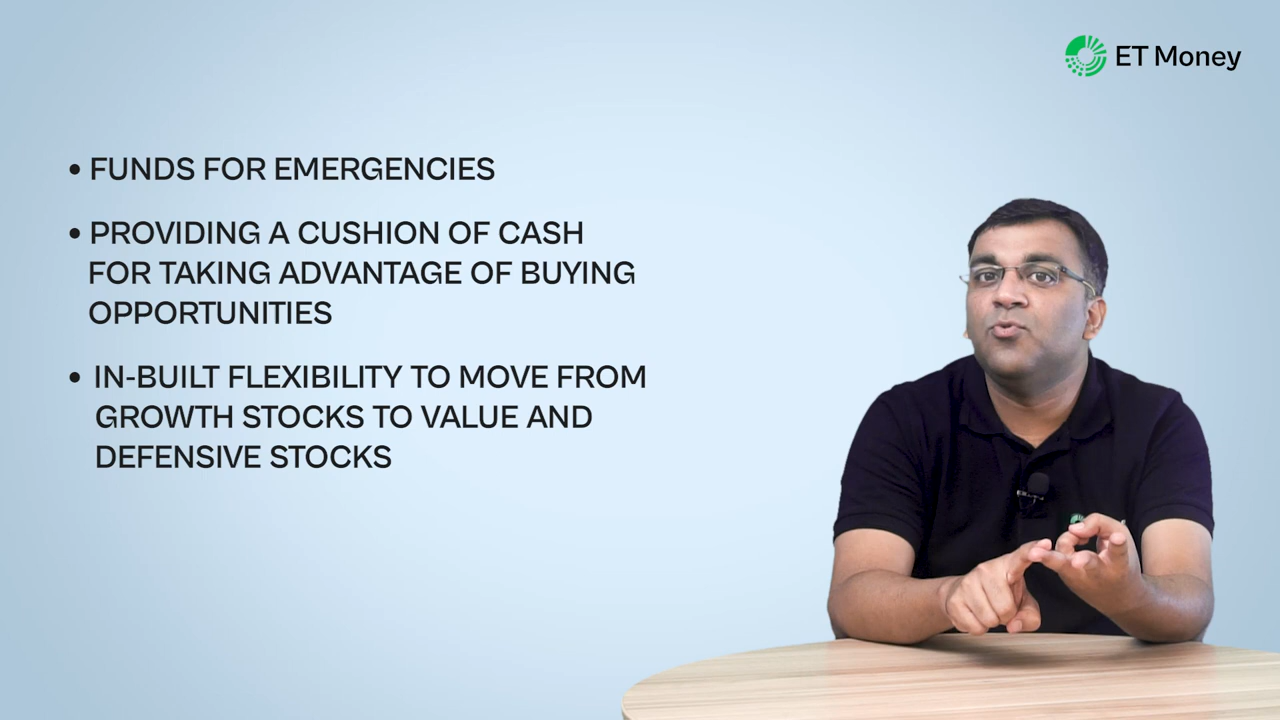 ET Money
• FUNDS FOR EMERGENCIES
• PROVIDING A CUSHION OF CASH
FOR TAKING ADVANTAGE OF BUYING
OPPORTUNITIES
• IN-BUILT FLEXIBILITY TO MOVE FROM
GROWTH STOCKS TO VALUE AND
DEFENSIVE STOCKS